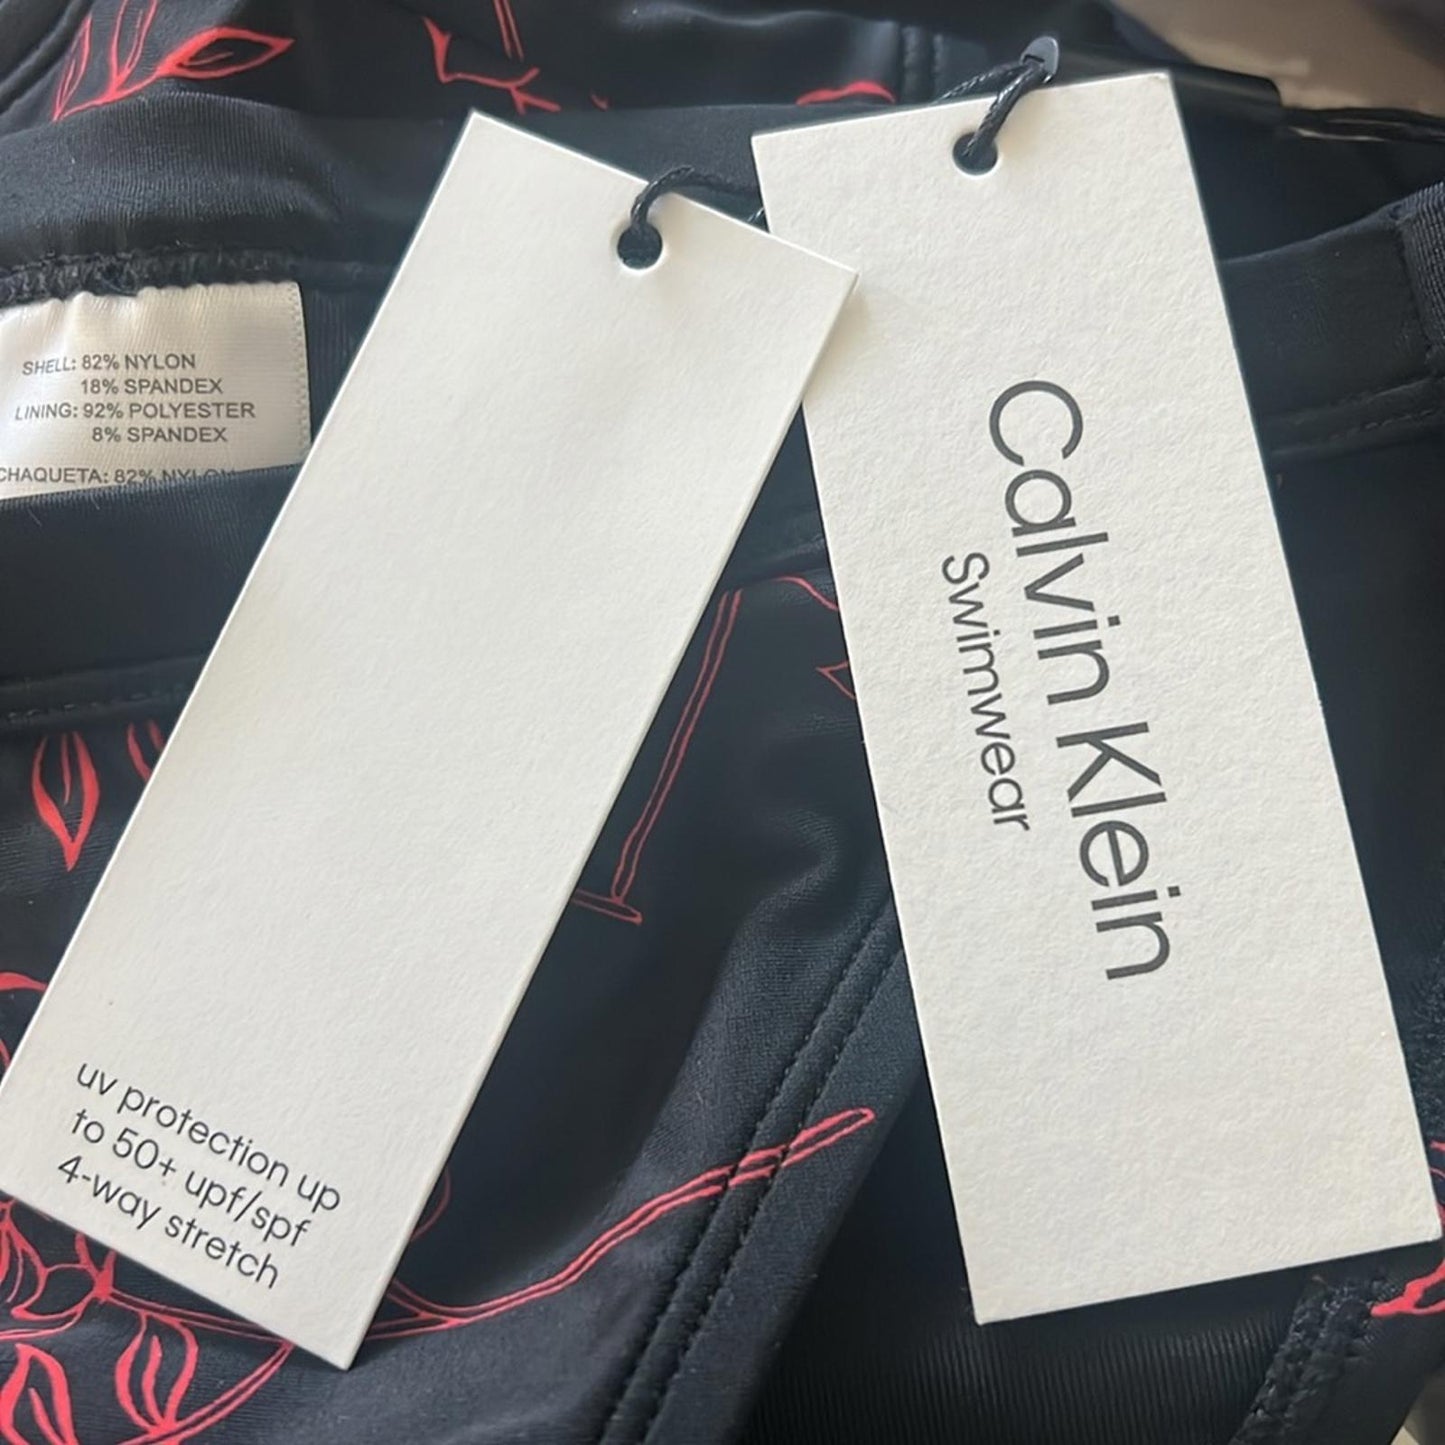 SHELL: 82% NYLON
18% SPANDEX
LINING: 92% POLYESTER
8% SPANDEX
CHAQUETA: 82% NYLON
uv protection up
to 50+ upf/spf
4-way stretch
Calvin Klein
Swimwear